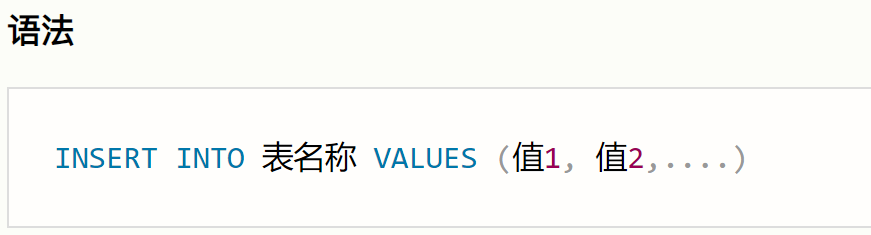 语法
INSERT INTO 表名称 VALUES (值1, 值2,....)